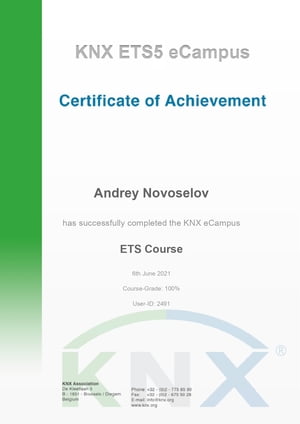 KNX ETS5 eCampus
Certificate of Achievement
Andrey Novoselov
has successfully completed the KNX eCampus
ETS Course
6th June 2021
Course-Grade: 100%
User-ID: 2491
KNX®
KNX Association
De Kleetlaan 5
B - 1831 Brussels / Diegem
Belgium
Phone: +32 - (0)2 - 775 85 90
Fax: +32 - (0)2 - 675 50 28
E-mail: info@knx.org
www.knx.org